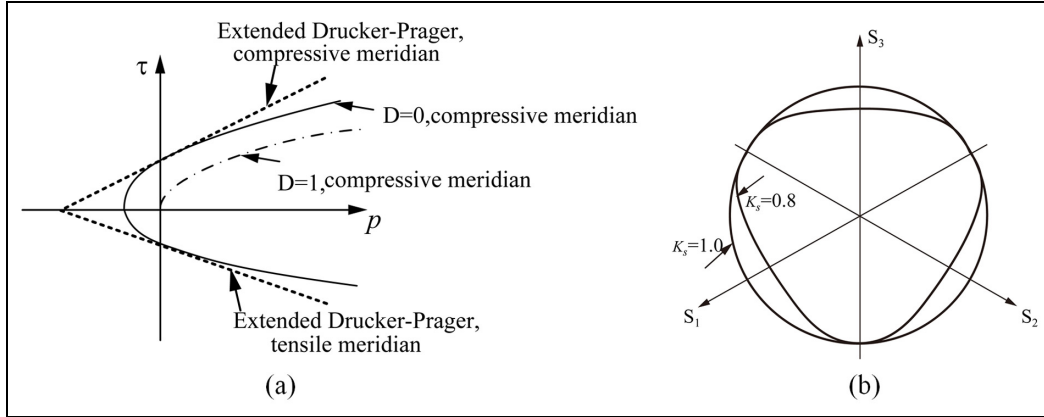 Extended Drucker-Prager,
compressive meridian
τ
D=0,compressive meridian
D=1,compressive meridian
p
Extended Drucker-Prager,
tensile meridian
(a)
S3
Ks=0.8
Ks=1.0
S1
S2
(b)